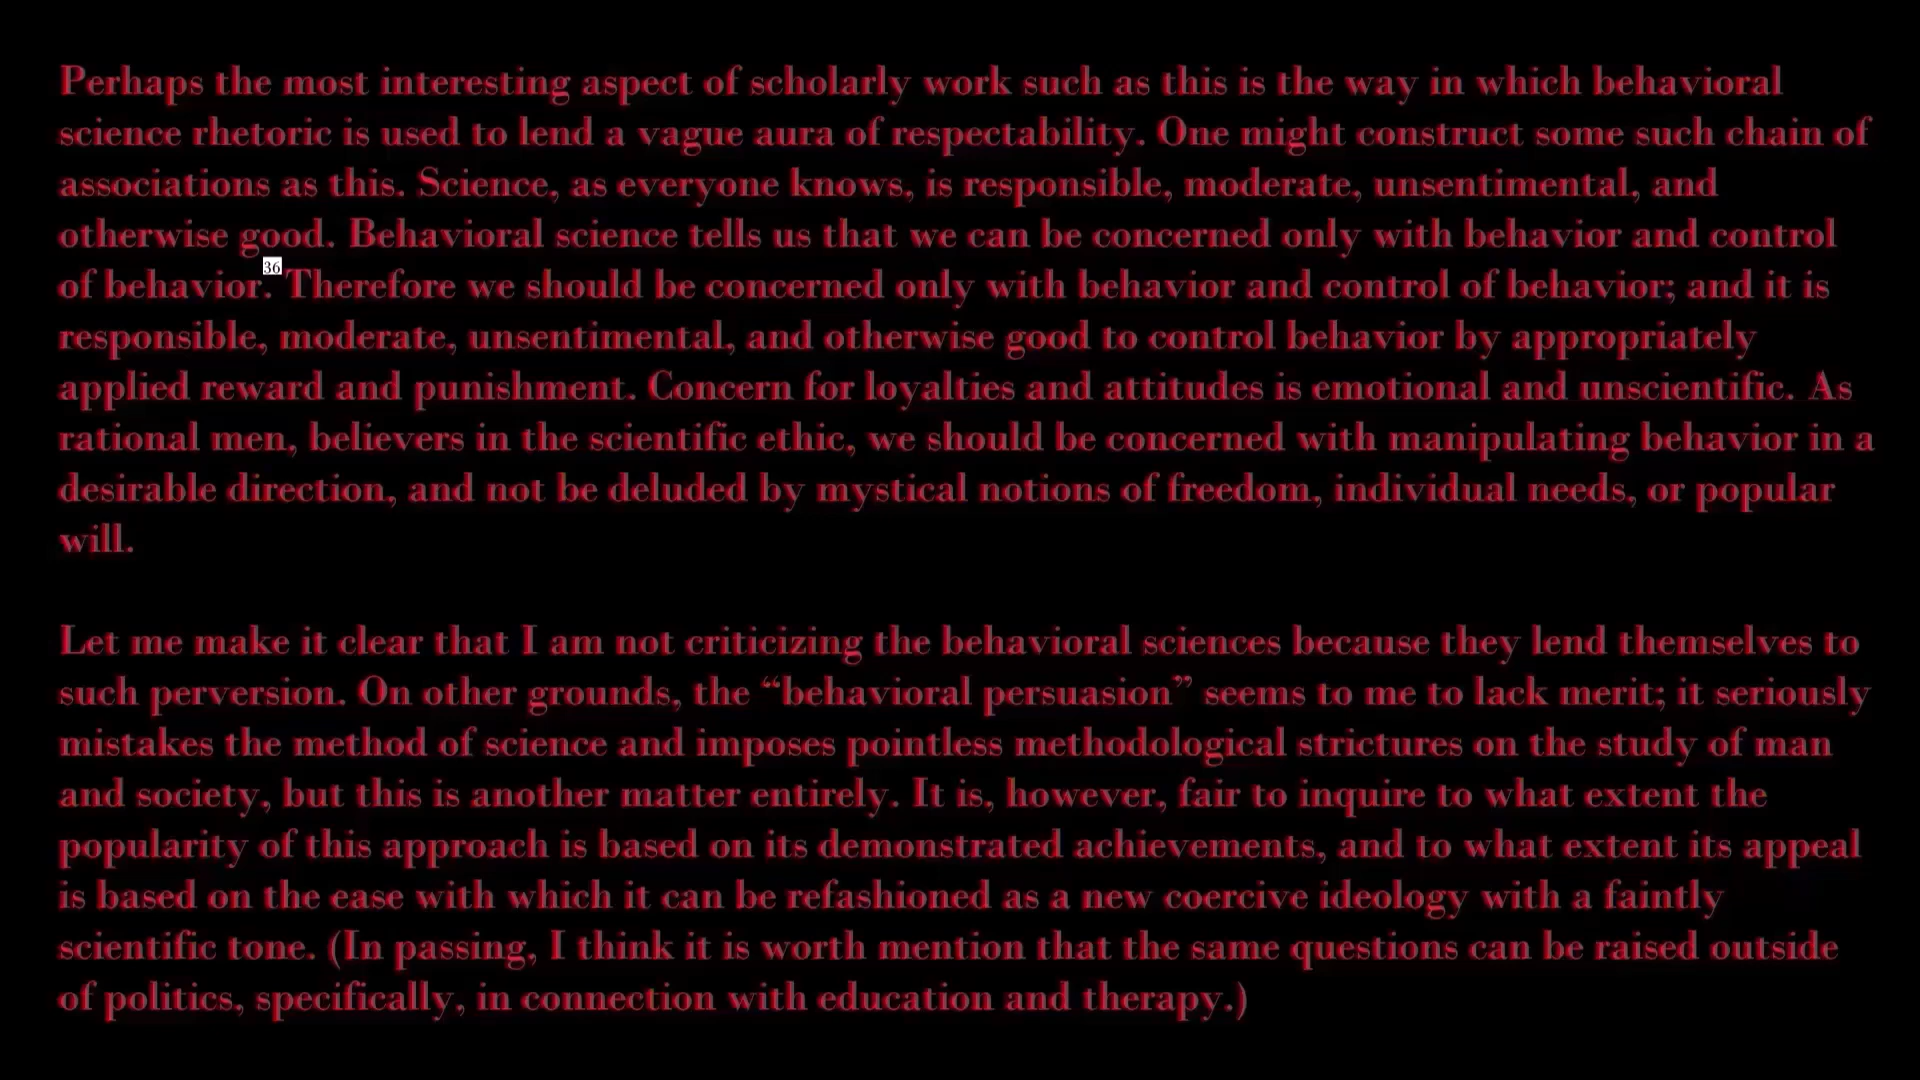 Perhaps the most interesting aspect of scholarly work such as this is the way in which behavioral
science rhetoric is used to lend a vague aura of respectability. One might construct some such chain of
associations as this. Science, as everyone knows, is responsible, moderate, unsentimental, and
otherwise good. Behavioral science tells us that we can be concerned only with behavior and control
of behavior.36 Therefore we should be concerned only with behavior and control of behavior; and it is
responsible, moderate, unsentimental, and otherwise good to control behavior by appropriately
applied reward and punishment. Concern for loyalties and attitudes is emotional and unscientific. As
rational men, believers in the scientific ethic, we should be concerned with manipulating behavior in a
desirable direction, and not be deluded by mystical notions of freedom, individual needs, or popular
will.
Let me make it clear that I am not criticizing the behavioral sciences because they lend themselves to
such perversion. On other grounds, the “behavioral persuasion” seems to me to lack merit; it seriously
mistakes the method of science and imposes pointless methodological strictures on the study of man
and society, but this is another matter entirely. It is, however, fair to inquire to what extent the
popularity of this approach is based on its demonstrated achievements, and to what extent its appeal
is based on the ease with which it can be refashioned as a new coercive ideology with a faintly
scientific tone. (In passing, I think it is worth mention that the same questions can be raised outside
of politics, specifically, in connection with education and therapy.)